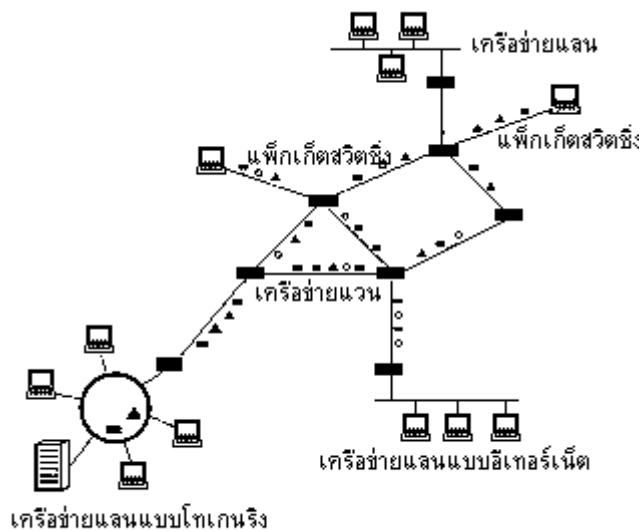 เครือข่ายแลน
แพ็กเก็ตสวิตชิ่ง
แพ็กเก็ตสวิตชิ่ง
เครือข่ายแวน
เครือข่ายแลนแบบอีเทอร์เน็ต
เครือข่ายแลนแบบโทเกนริง